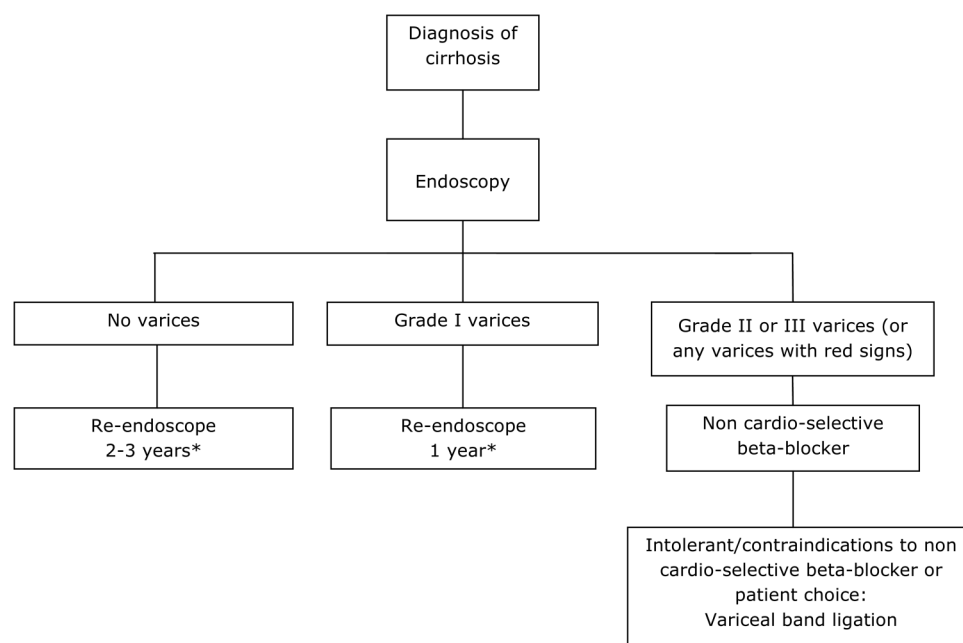 Diagnosis of
cirrhosis
Endoscopy
No varices
Grade I varices
Grade II or III varices (or
any varices with red signs)
Re-endoscope
2-3 years*
Re-endoscope
1 year*
Non cardio-selective
beta-blocker
Intolerant/contraindications to non
cardio-selective beta-blocker or
patient choice:
Variceal band ligation